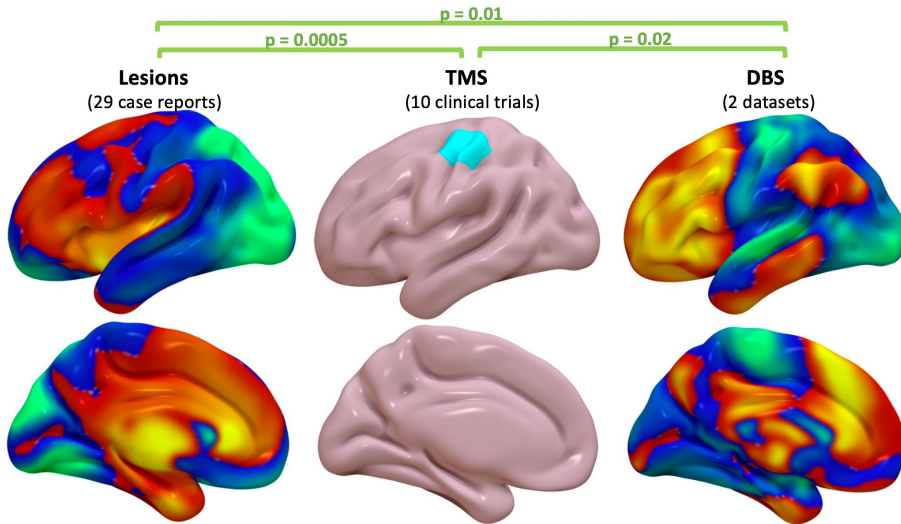 p = 0.01
p = 0.0005
p = 0.02
Lesions
TMS
DBS
(29 case reports)
(10 clinical trials)
(2 datasets)